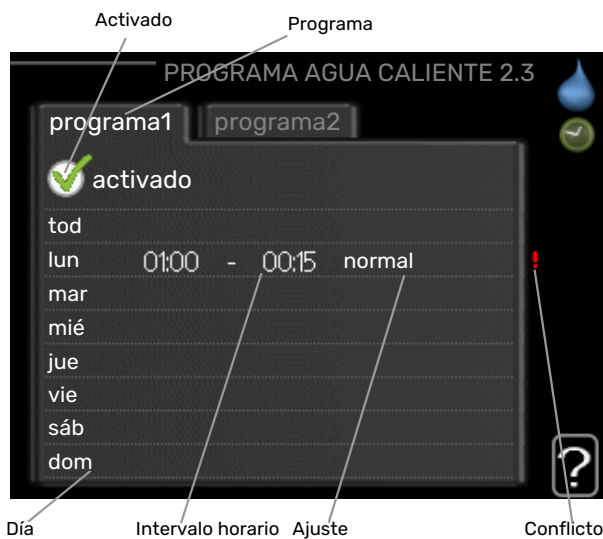 Activado
Programa
PROGRAMA AGUA CALIENTE 2.3
programa1 programa2
activado
tod
lun 01:00 - 00:15 normal !
mar
mié
jue
vie
sáb
dom
?
Día Intervalo horario Ajuste Conflicto